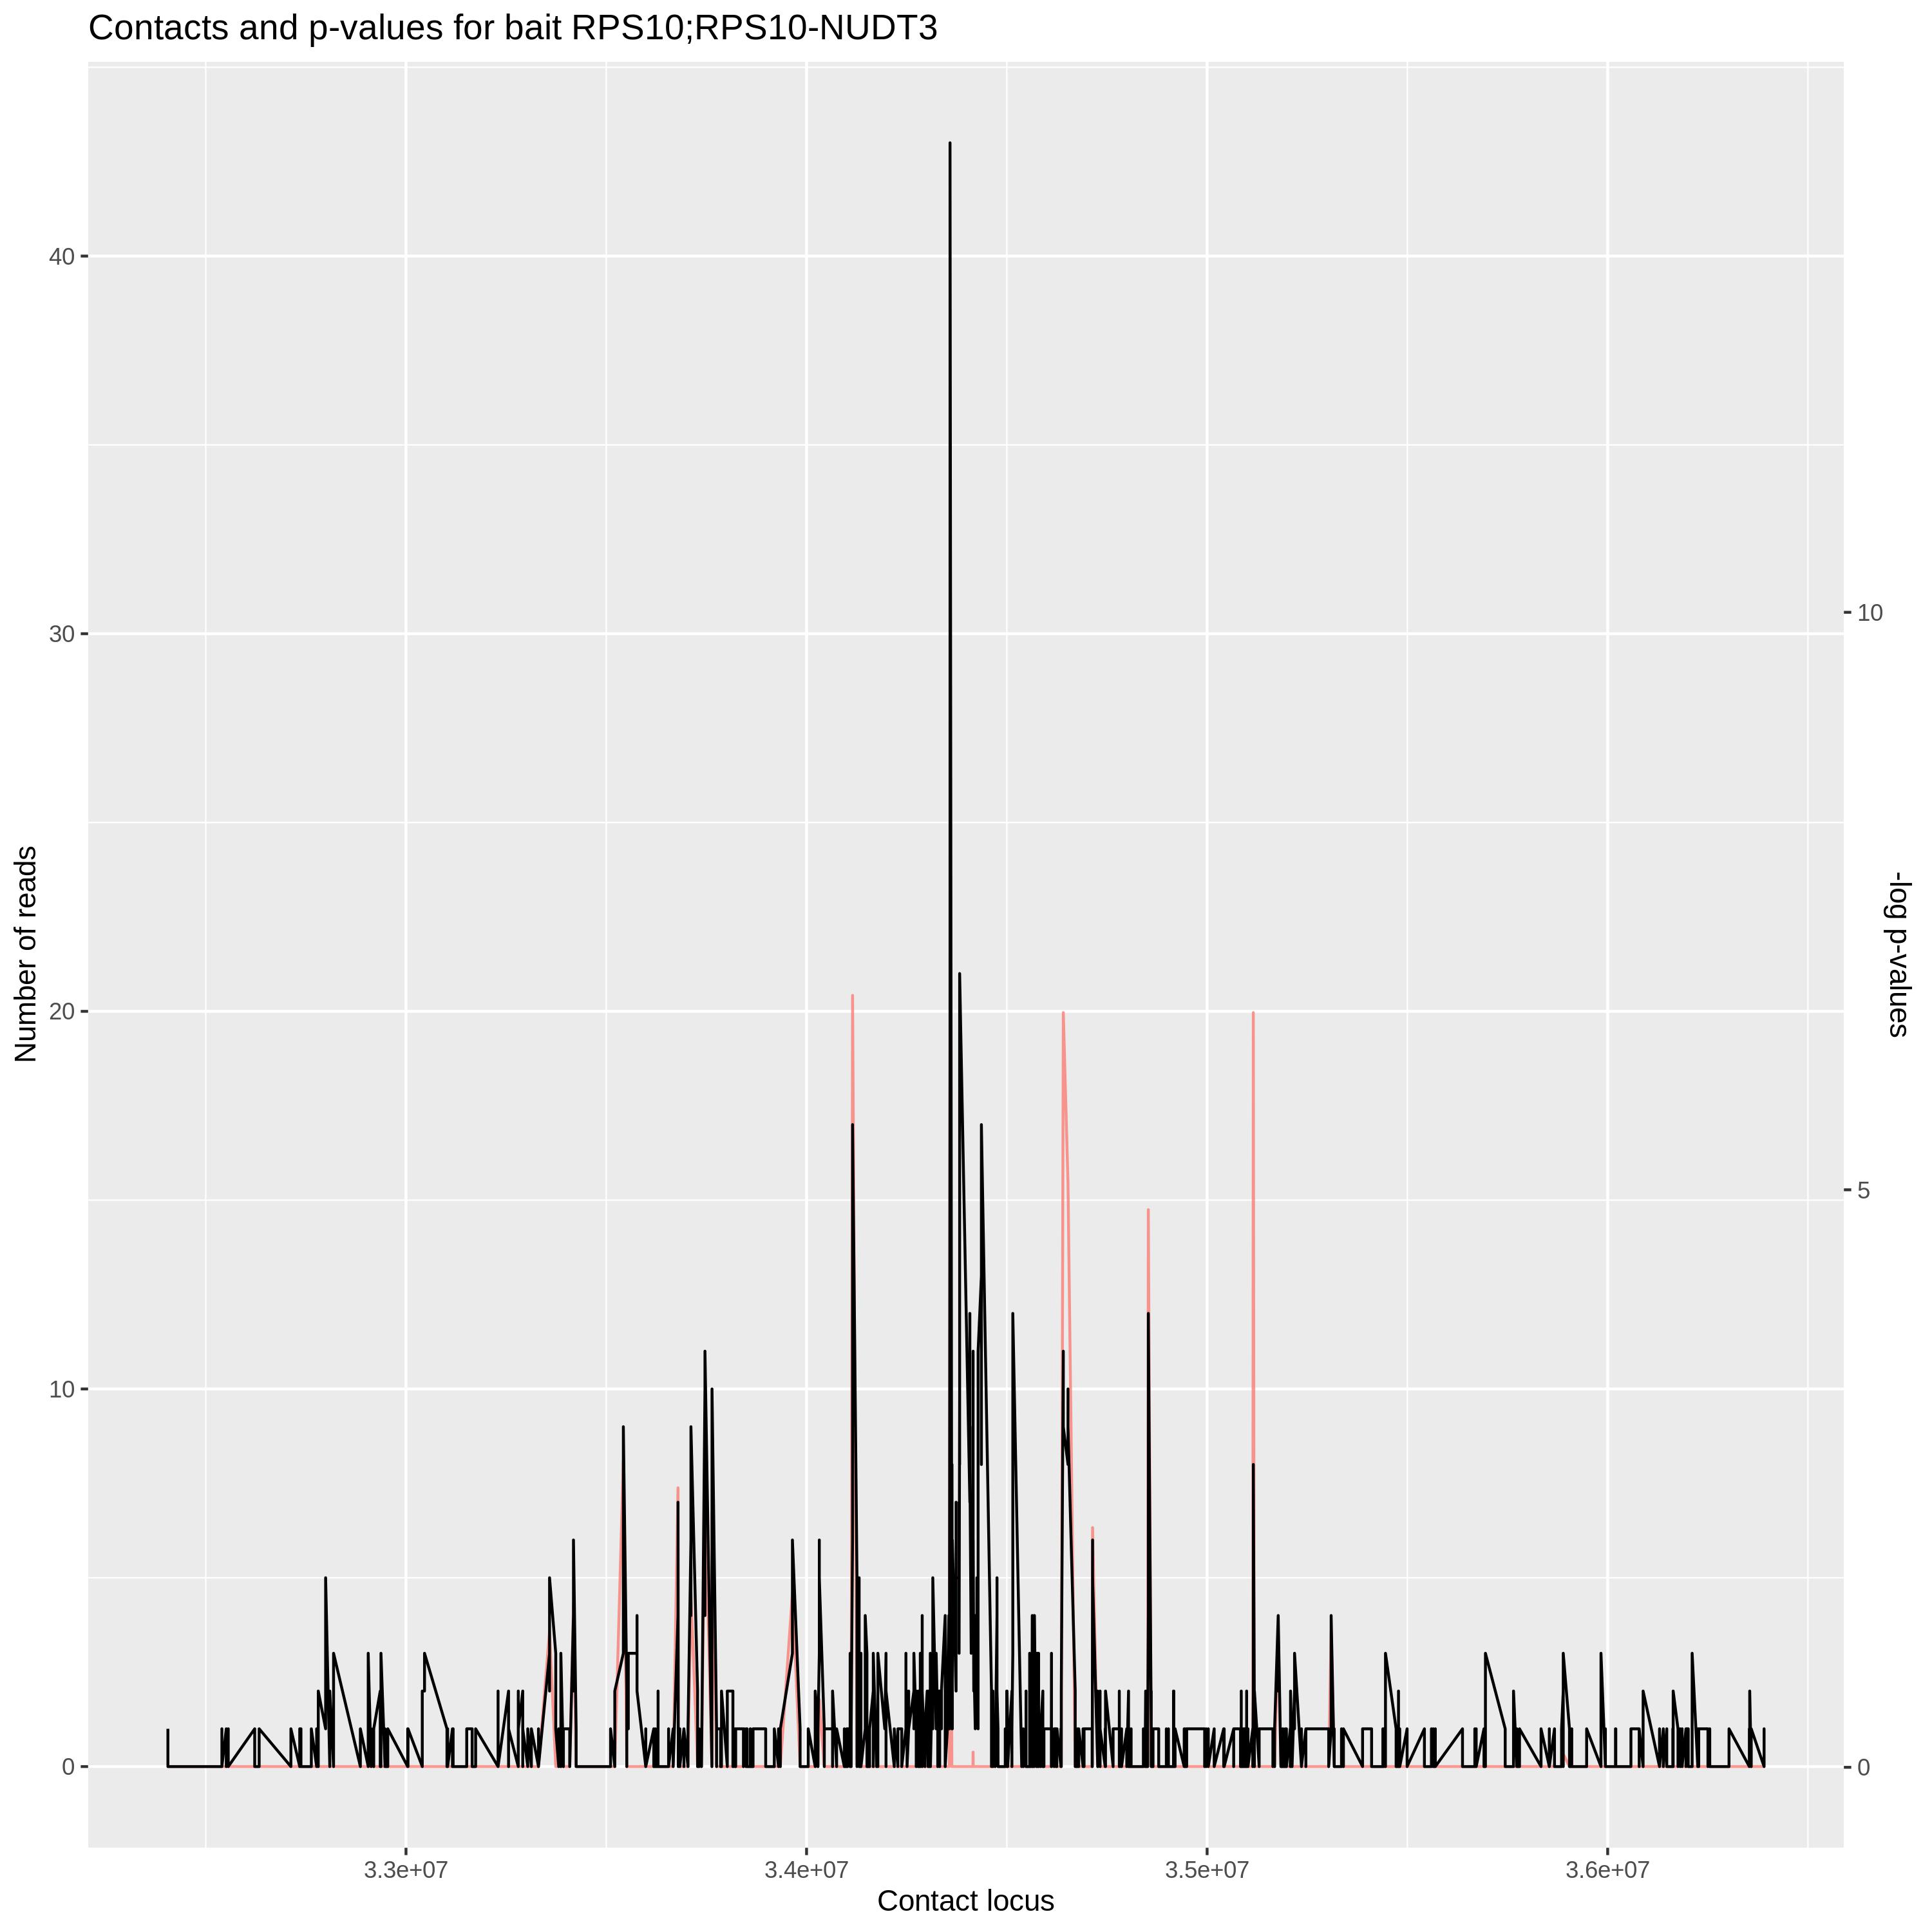 Contacts and p-values for bait RPS10;RPS10-NUDT3
40
30
20
10
0
Number of reads
10
5
0
-log p-values
3.3e+07
3.4e+07
3.5e+07
3.6e+07
Contact locus